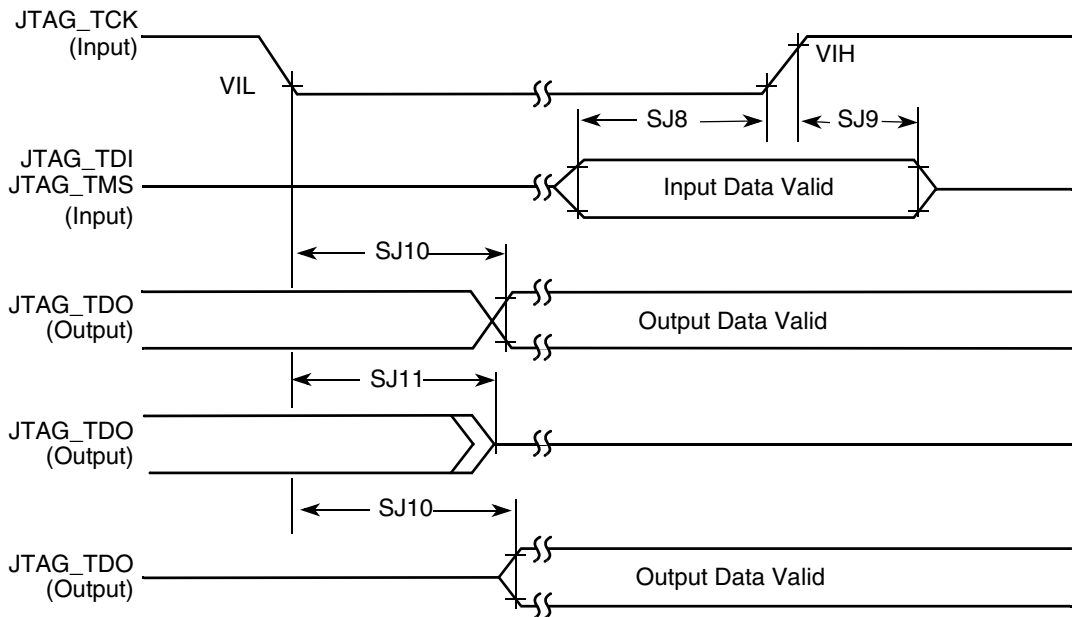 JTAG_TCK
(Input)
VIL
VIH
SJ8
SJ9
JTAG_TDI
JTAG_TMS
(Input)
Input Data Valid
SJ10
JTAG_TDO
(Output)
Output Data Valid
SJ11
JTAG_TDO
(Output)
SJ10
JTAG_TDO
(Output)
Output Data Valid